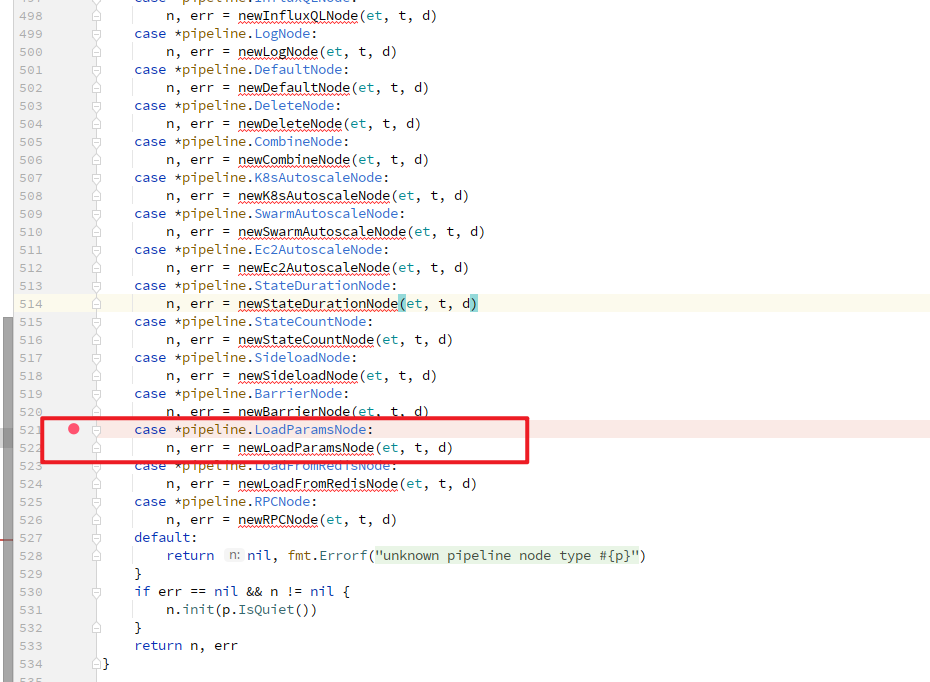 498 n, err = newInfluxQLNode(et, t, d)
499 case *pipeline.LogNode:
500 n, err = newLogNode(et, t, d)
501 case *pipeline.DefaultNode:
502 n, err = newDefaultNode(et, t, d)
503 case *pipeline.DeleteNode:
504 n, err = newDeleteNode(et, t, d)
505 case *pipeline.CombineNode:
506 n, err = newCombineNode(et, t, d)
507 case *pipeline.K8sAutoscaleNode:
508 n, err = newK8sAutoscaleNode(et, t, d)
509 case *pipeline.SwarmAutoscaleNode:
510 n, err = newSwarmAutoscaleNode(et, t, d)
511 case *pipeline.Ec2AutoscaleNode:
512 n, err = newEc2AutoscaleNode(et, t, d)
513 case *pipeline.StateDurationNode:
514 n, err = newStateDurationNode(et, t, d)
515 case *pipeline.StateCountNode:
516 n, err = newStateCountNode(et, t, d)
517 case *pipeline.SideloadNode:
518 n, err = newSideloadNode(et, t, d)
519 case *pipeline.BarrierNode:
520 n, err = newBarrierNode(et, t, d)
521 case *pipeline.LoadParamsNode:
522 n, err = newLoadParamsNode(et, t, d)
523 case *pipeline.LoadFromRedisNode:
524 n, err = newLoadFromRedisNode(et, t, d)
525 case *pipeline.RPCNode:
526 n, err = newRPCNode(et, t, d)
527 default:
528 return n: nil, fmt.Errorf("unknown pipeline node type #{p}")
529 }
530 if err == nil && n != nil {
531 n.init(p.IsQuiet())
532 }
533 return n, err
534 }